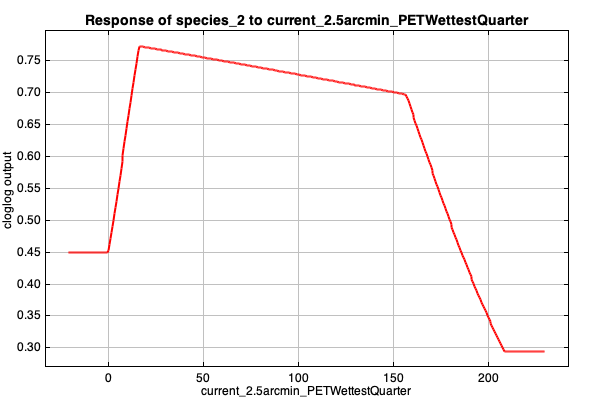 Response of species_2 to current_2.5arcmin_PETWettestQuarter
cloglog output
0.75
0.70
0.65
0.60
0.55
0.50
0.45
0.40
0.35
0.30
0 50 100 150 200
current_2.5arcmin_PETWettestQuarter